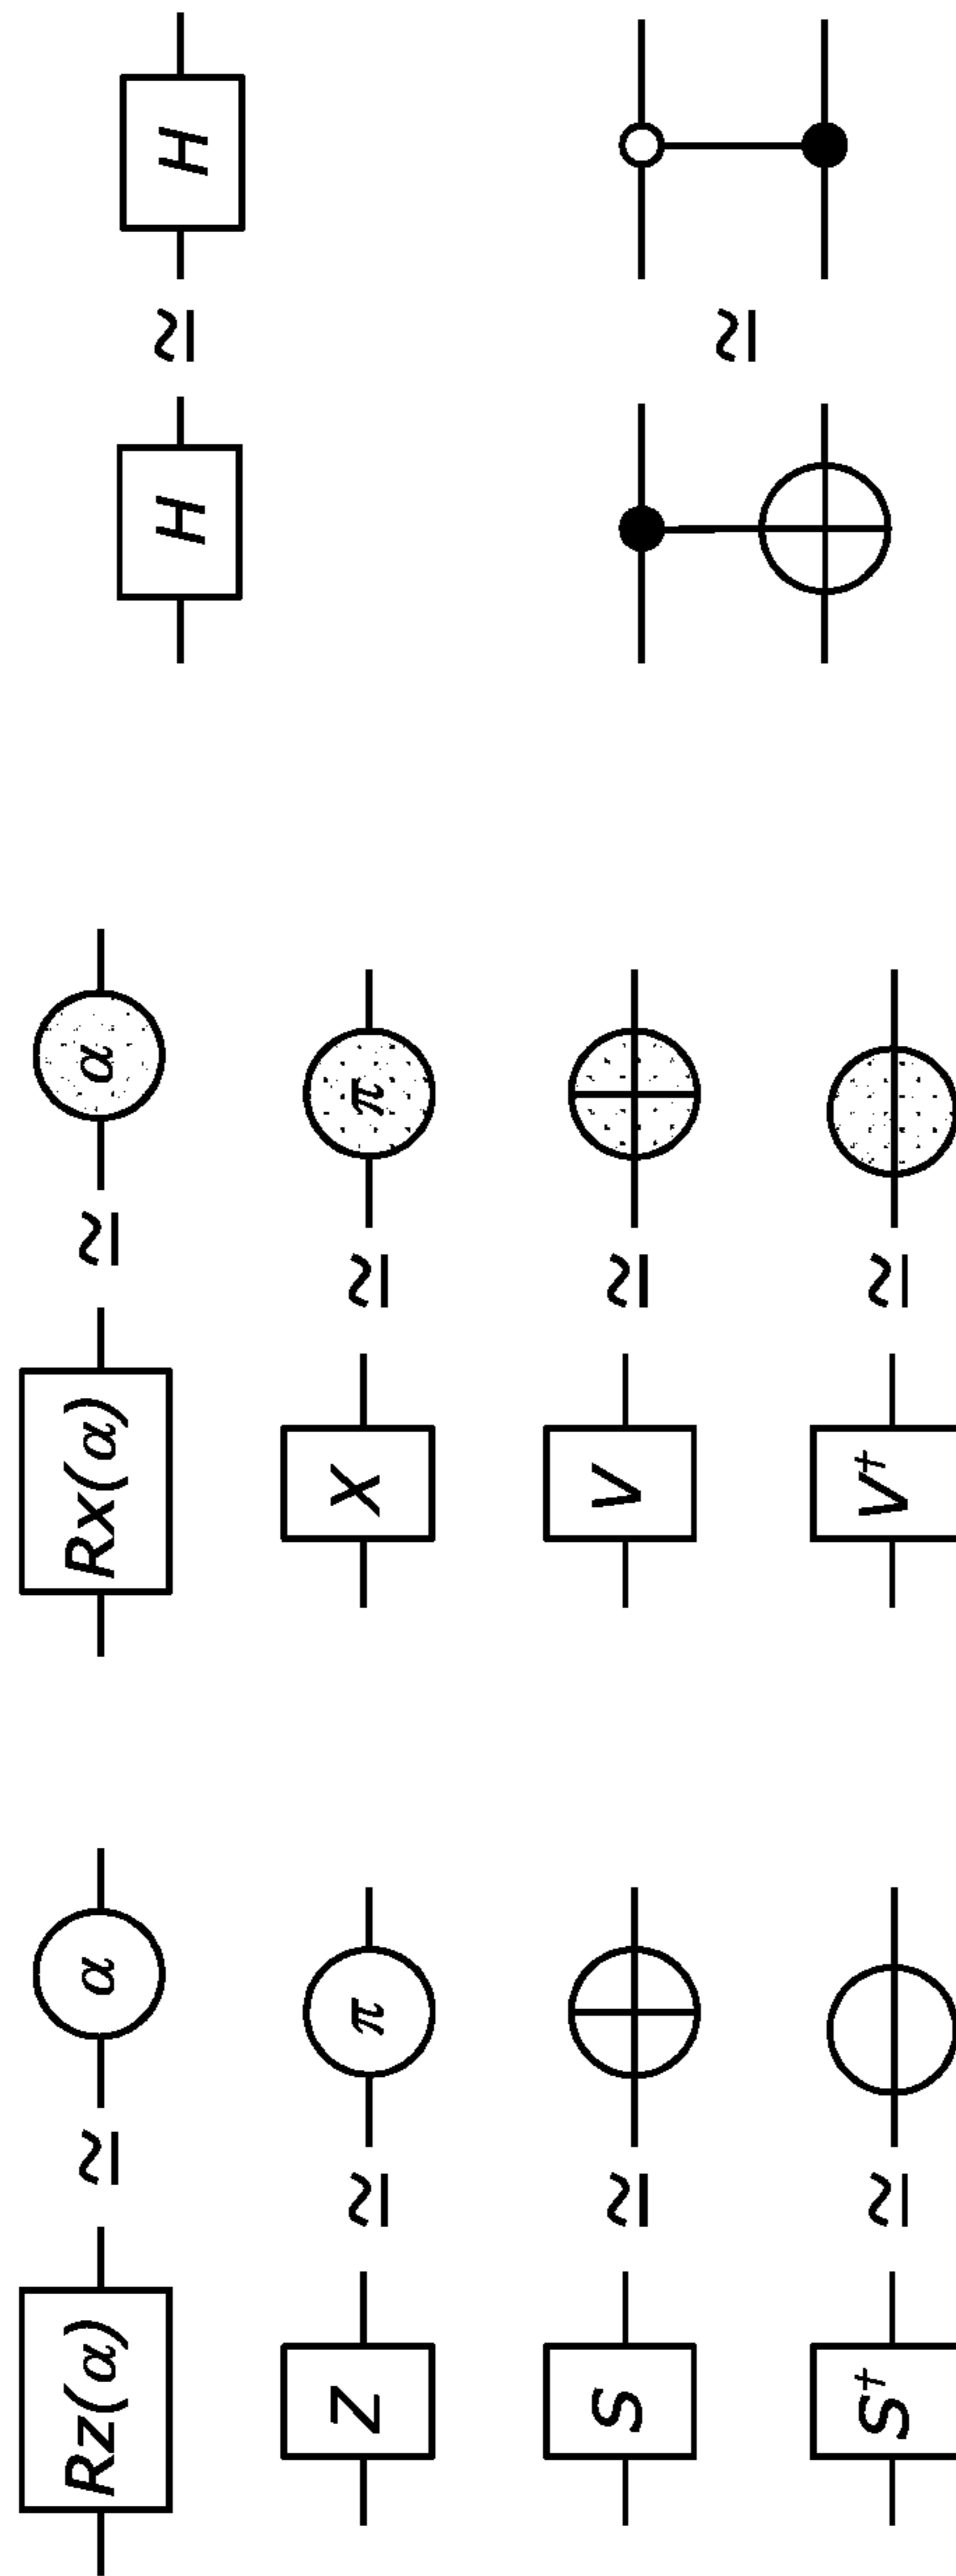 Rz(α) ≃ α
Z ≃ π
S ≃
S† ≃
Rx(α) ≃ α
X ≃ π
V ≃
V† ≃
H ≃ H
≃